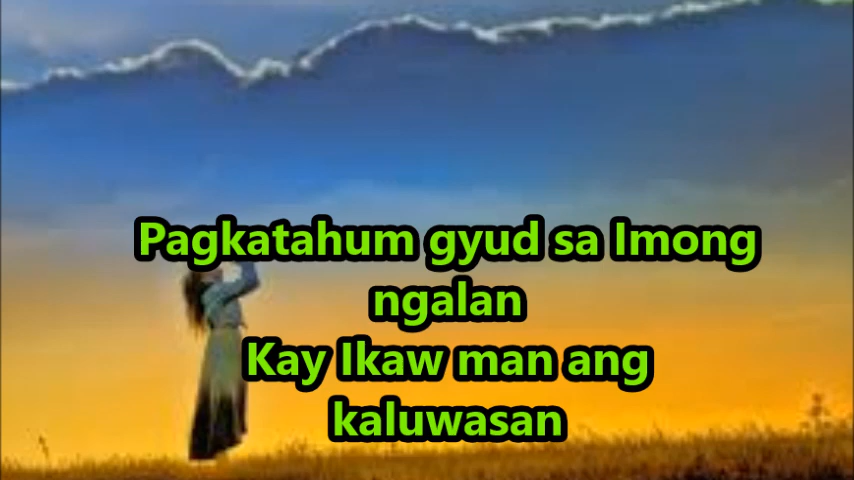 Pagkatahum gyud sa Imong
ngalan
Kay Ikaw man ang
kaluwasan